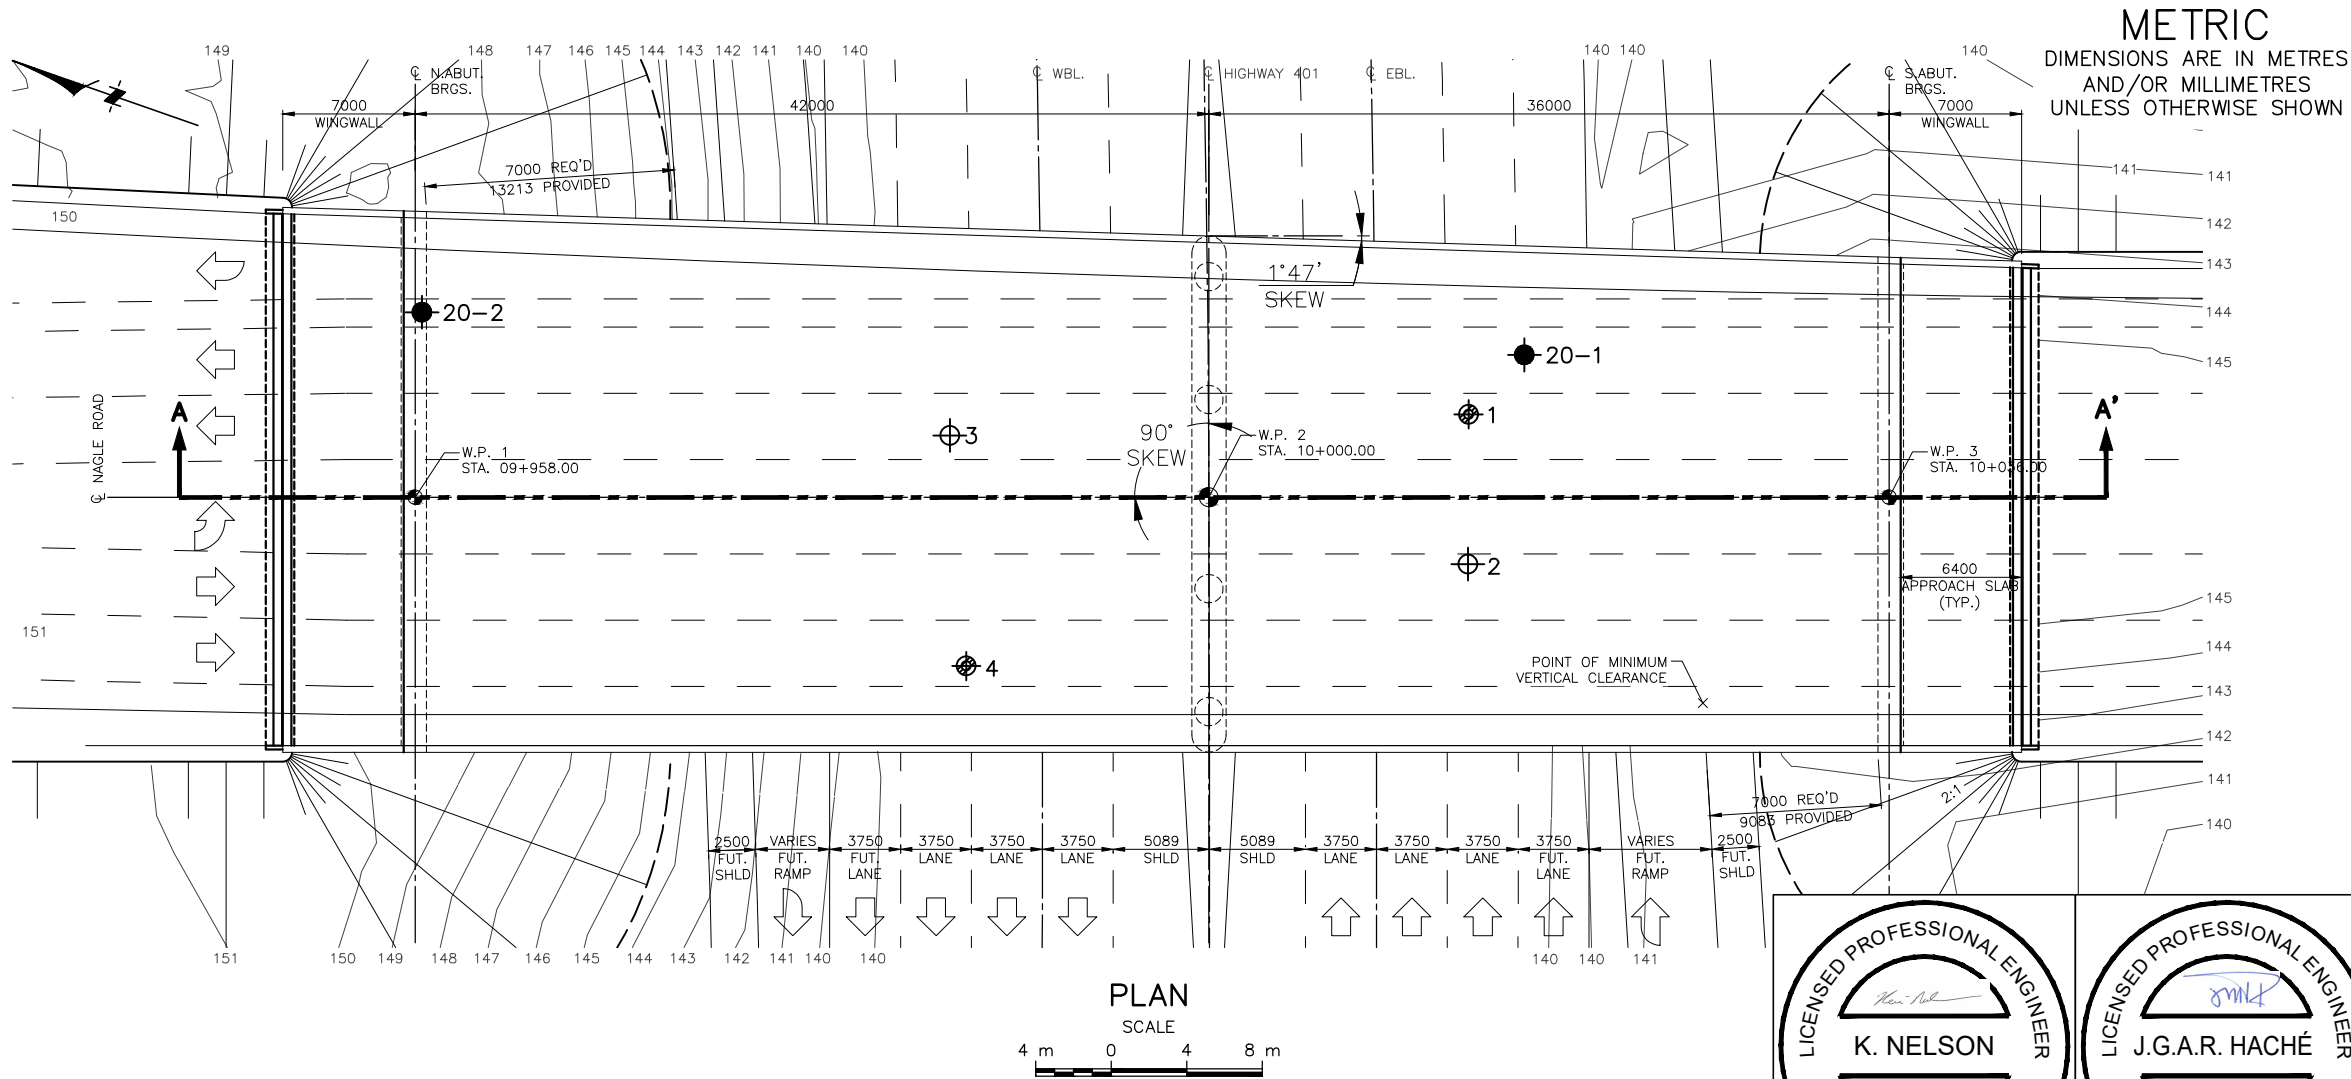 METRIC
DIMENSIONS ARE IN METRES
AND/OR MILLIMETRES
UNLESS OTHERWISE SHOWN
149 148 147 146 145 144 143 142 141 140 140 140 140 140
℄ N.ABUT.
BRGS.
℄ WBL.
℄ HIGHWAY 401
℄ EBL.
℄ S.ABUT.
BRGS.
7000
WINGWALL
42000
36000
7000
WINGWALL
7000 REQ'D
13213 PROVIDED
141
141
150
142
143
144
145
1°47'
SKEW
20-2
20-1
1
3
A
A'
℄ NAGLE ROAD
90°
SKEW
W.P. 1
STA. 09+958.00
W.P. 2
STA. 10+000.00
W.P. 3
STA. 10+036.00
2
6400
APPROACH SLAB
(TYP.)
151
4
POINT OF MINIMUM
VERTICAL CLEARANCE
145
144
143
142
141
140
2:1
7000 REQ'D
9083 PROVIDED
2500
FUT.
SHLD
VARIES
FUT.
RAMP
3750
FUT.
LANE
3750
LANE
3750
LANE
3750
LANE
5089
SHLD
5089
SHLD
3750
LANE
3750
LANE
3750
LANE
3750
FUT.
LANE
VARIES
FUT.
RAMP
2500
FUT.
SHLD
151 150 149 148 147 146 145 144 143 142 141 140 140 140 140 141
PLAN
SCALE
4 m 0 4 8 m
LICENSED PROFESSIONAL ENGINEER
K. NELSON
LICENSED PROFESSIONAL ENGINEER
J.G.A.R. HACHÉ